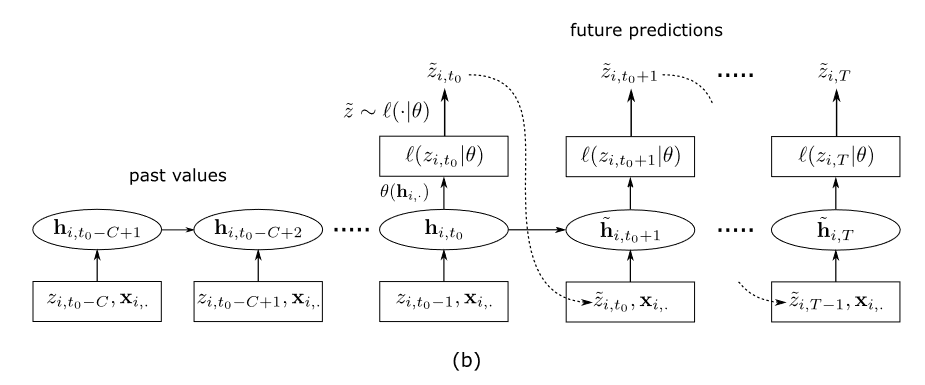 future predictions
z̃_{i,t_0} z̃_{i,t_0+1} ..... z̃_{i,T}
z̃ ∼ ℓ(·|θ)
ℓ(z_{i,t_0}|θ) ℓ(z_{i,t_0+1}|θ) ℓ(z_{i,T}|θ)
past values
θ(𝐡_{i,·})
𝐡_{i,t_0−C+1} 𝐡_{i,t_0−C+2} ..... 𝐡_{i,t_0} 𝐡̃_{i,t_0+1} ..... 𝐡̃_{i,T}
z_{i,t_0−C}, 𝐱_{i,.} z_{i,t_0−C+1}, 𝐱_{i,.} z_{i,t_0−1}, 𝐱_{i,.} z̃_{i,t_0}, 𝐱_{i,.} z̃_{i,T−1}, 𝐱_{i,.}
(b)